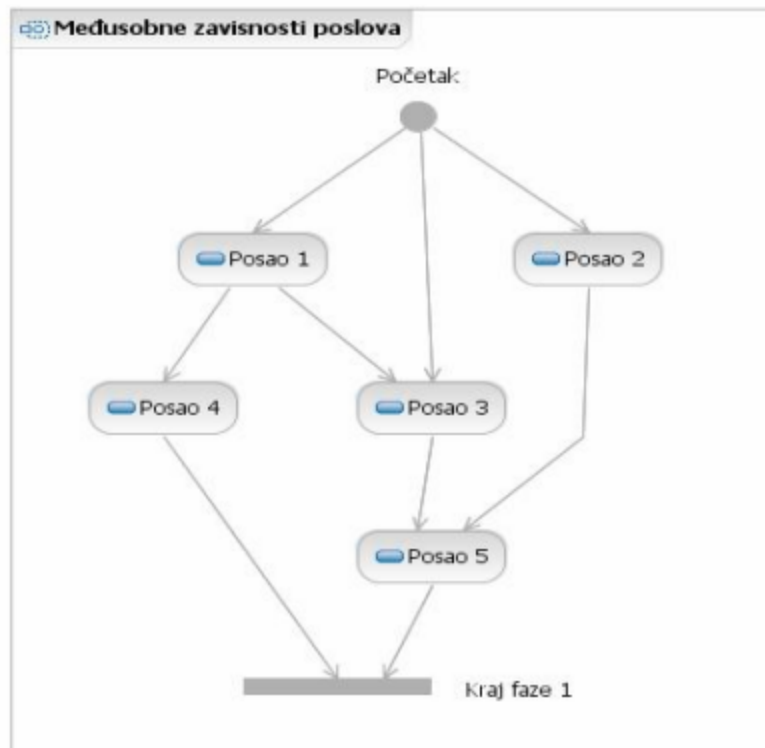 Međusobne zavisnosti poslova
Početak
Posao 1
Posao 2
Posao 4
Posao 3
Posao 5
Kraj faze 1